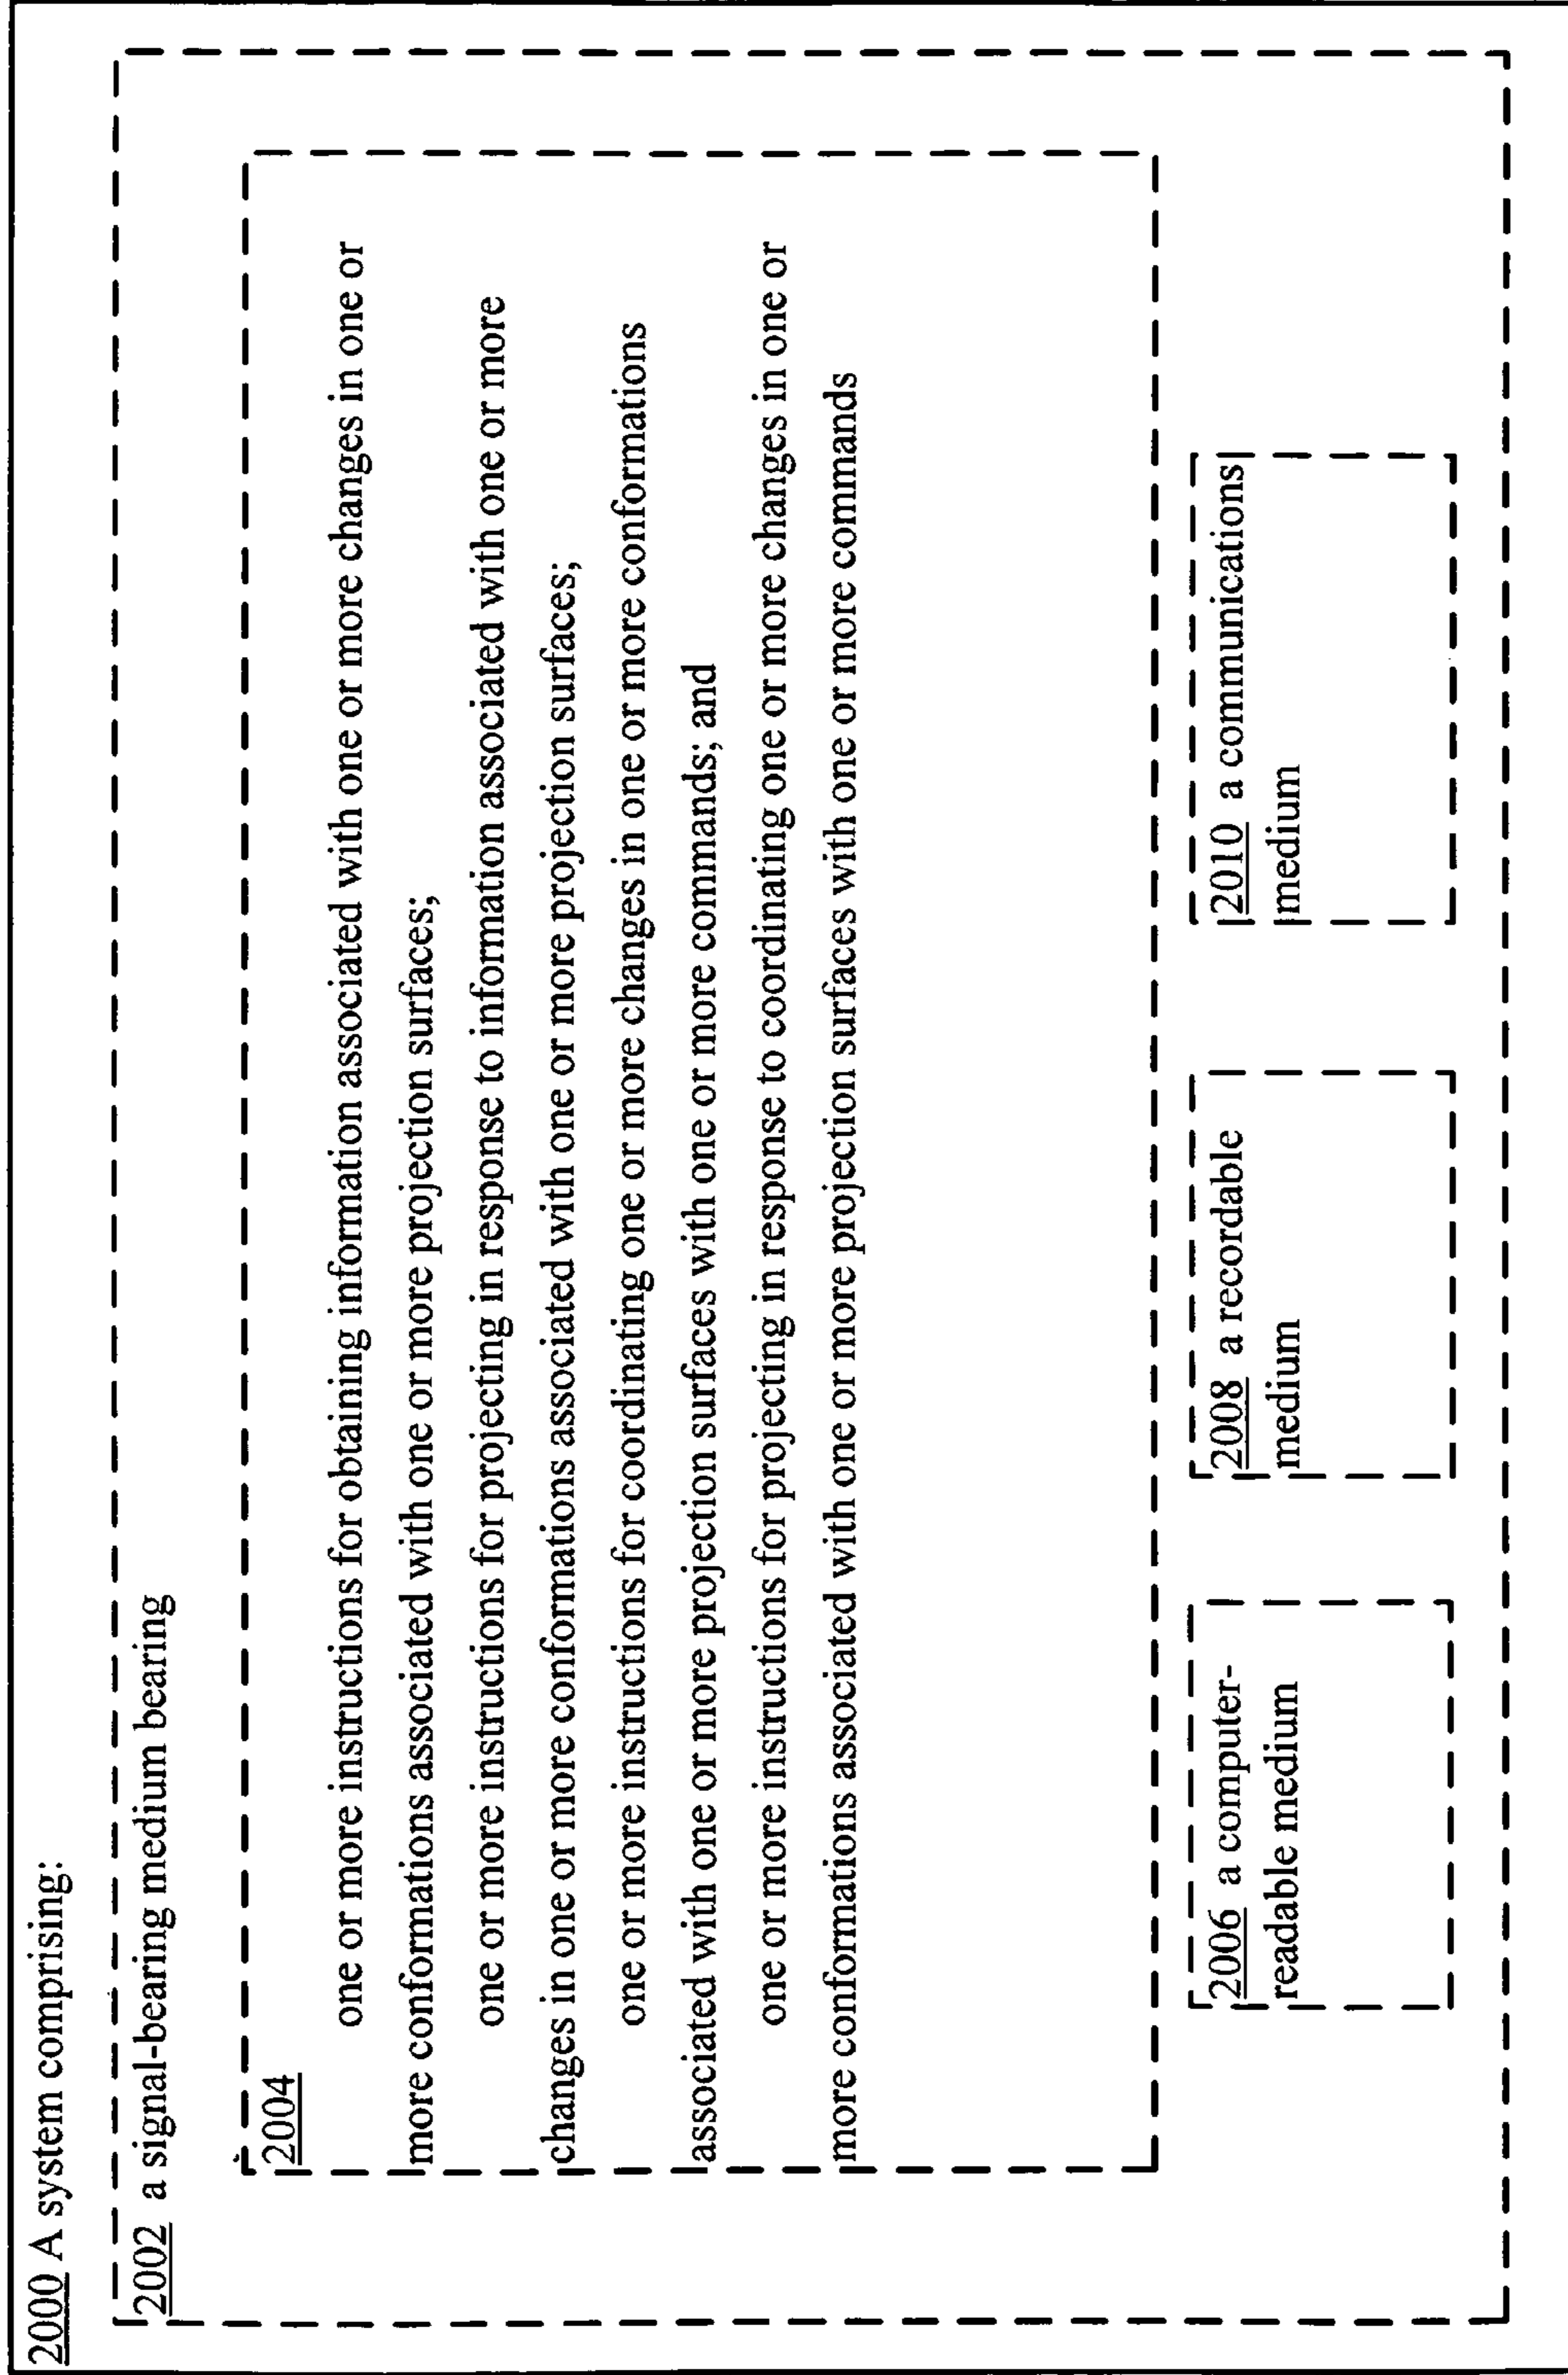 2000 A system comprising:
2002 a signal-bearing medium bearing
2004
one or more instructions for obtaining information associated with one or more changes in one or
more conformations associated with one or more projection surfaces;
one or more instructions for projecting in response to information associated with one or more
changes in one or more conformations associated with one or more projection surfaces;
one or more instructions for coordinating one or more changes in one or more conformations
associated with one or more projection surfaces with one or more commands; and
one or more instructions for projecting in response to coordinating one or more changes in one or
more conformations associated with one or more projection surfaces with one or more commands
2006 a computer-
readable medium
2008 a recordable
medium
2010 a communications
medium